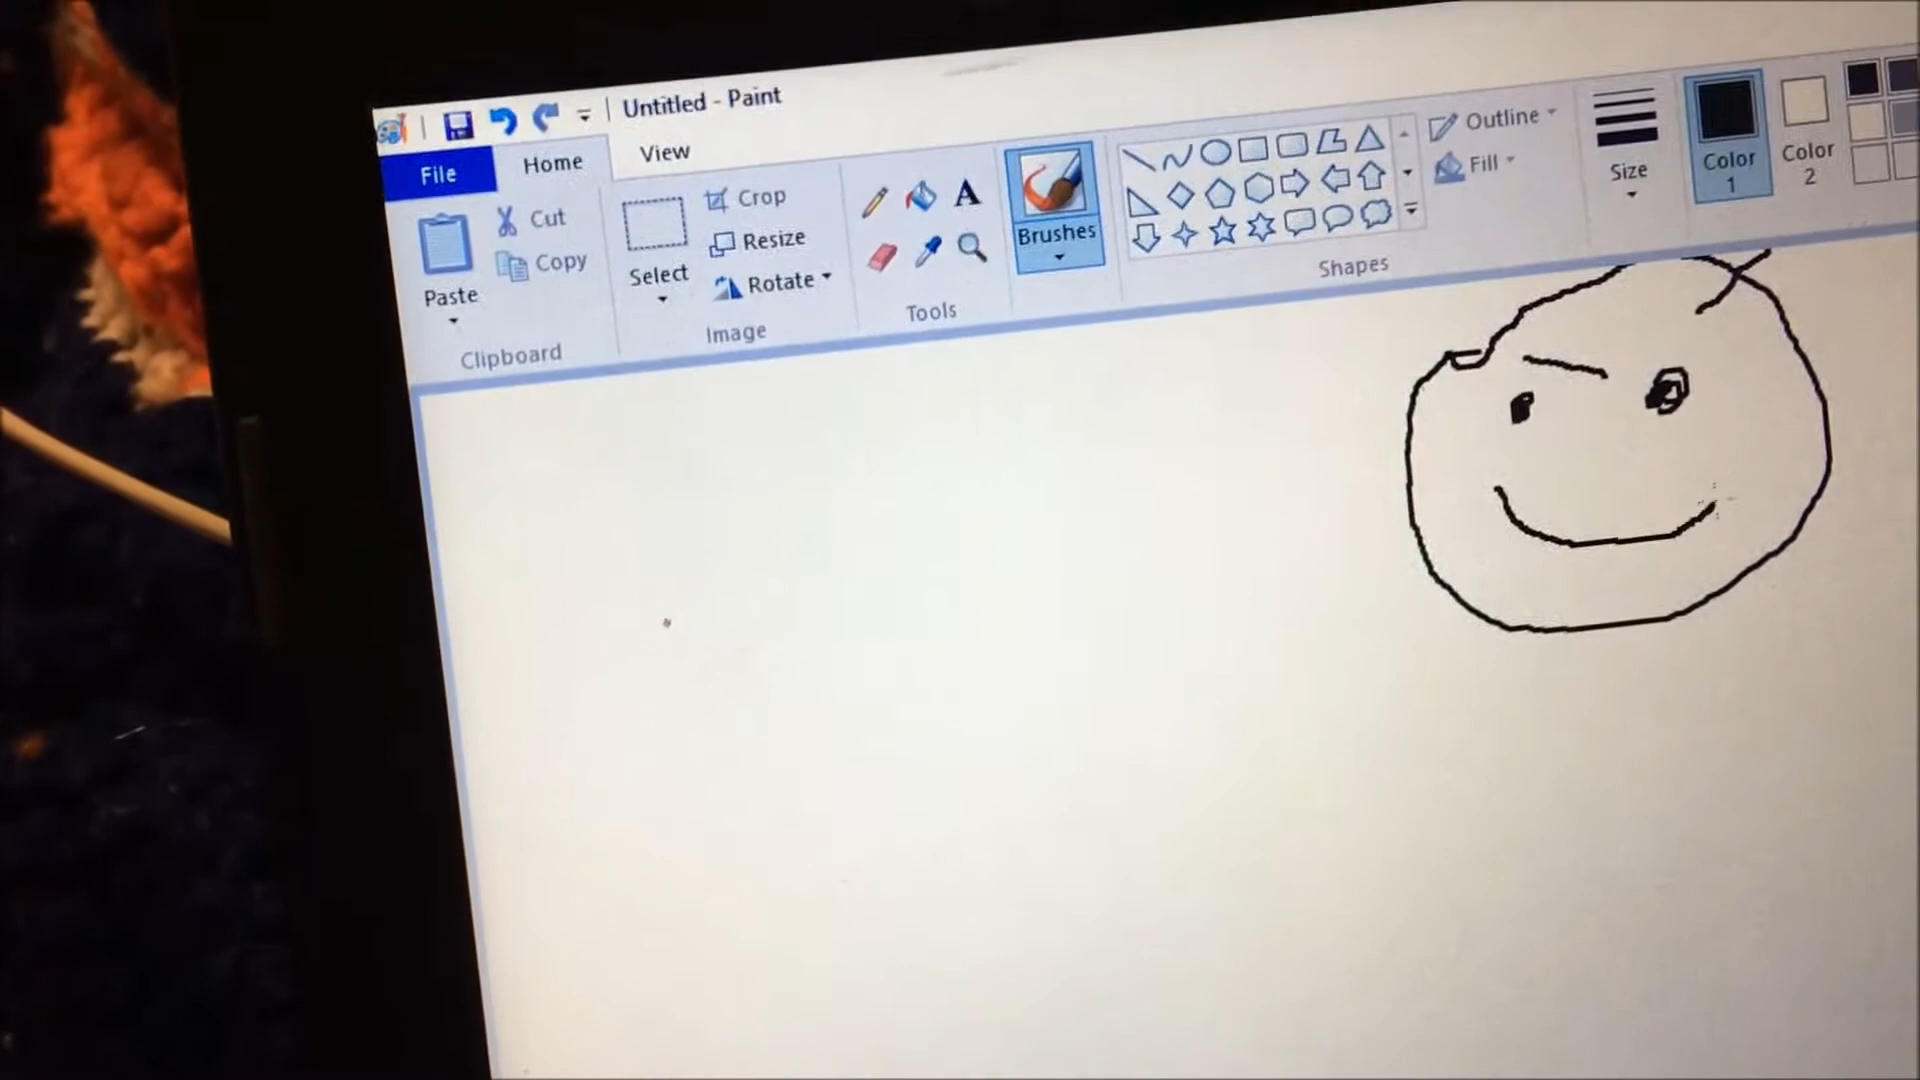 Untitled - Paint
File
Home
View
Paste
Cut
Copy
Clipboard
Select
Crop
Resize
Rotate
Image
A
Tools
Brushes
Shapes
Outline
Fill
Size
Color
1
Color
2